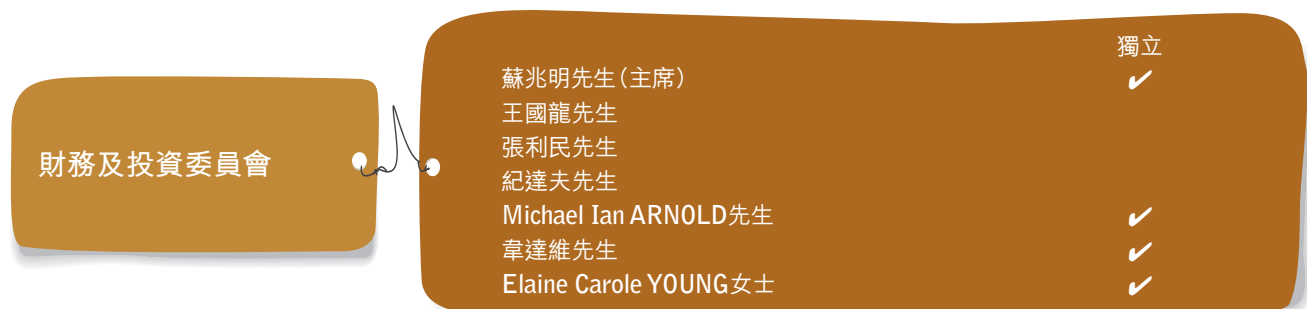 財務及投資委員會
獨立
蘇兆明先生（主席） ✔
王國龍先生
張利民先生
紀達夫先生
Michael Ian ARNOLD先生 ✔
韋達維先生 ✔
Elaine Carole YOUNG女士 ✔